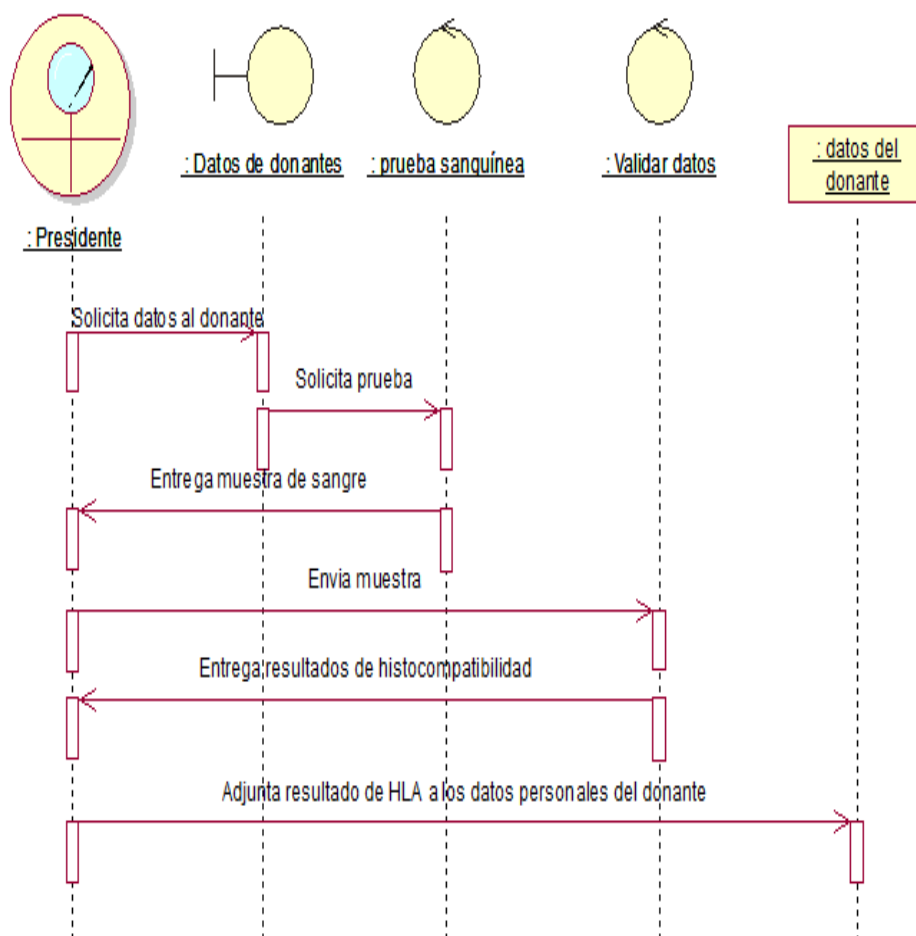 : Datos de donantes
: prueba sanquínea
: Validar datos
: datos del
donante
: Presidente
Solicita datos al donante
Solicita prueba
Entrega muestra de sangre
Envia muestra
Entrega resultados de histocompatibilidad
Adjunta resultado de HLA a los datos personales del donante